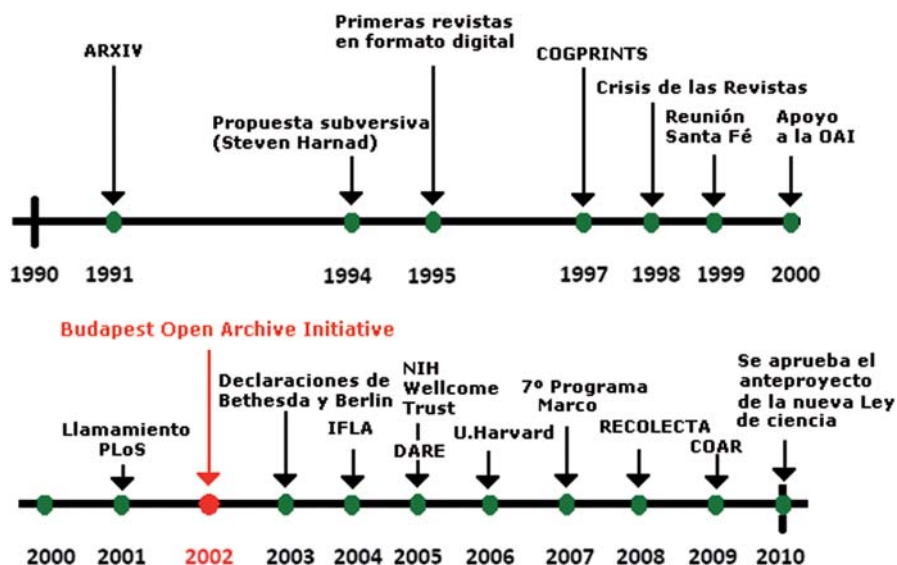 ARXIV
Propuesta subversiva
(Steven Harnad)
Primeras revistas
en formato digital
COGPRINTS
Crisis de las Revistas
Reunión
Santa Fé
Apoyo
a la OAI
1990 1991 1994 1995 1997 1998 1999 2000
Llamamiento
PLoS
Budapest Open Archive Initiative
Declaraciones de
Bethesda y Berlin
IFLA
NIH
Wellcome
Trust
DARE
U.Harvard
7º Programa
Marco
RECOLECTA
COAR
Se aprueba el
anteproyecto
de la nueva Ley
de ciencia
2000 2001 2002 2003 2004 2005 2006 2007 2008 2009 2010